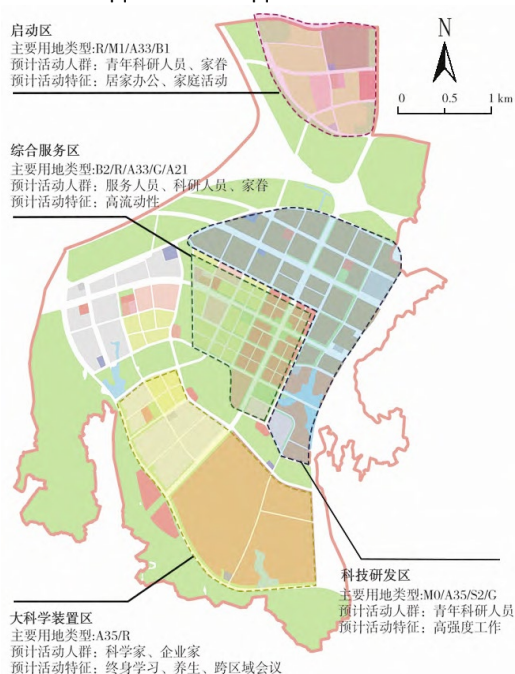 启动区
主要用地类型:R/M1/A33/B1
预计活动人群：青年科研人员、家眷
预计活动特征：居家办公、家庭活动
N
0 0.5 1 km
综合服务区
主要用地类型:B2/R/A33/G/A21
预计活动人群：服务人员、科研人员、家眷
预计活动特征：高流动性
科技研发区
主要用地类型:M0/A35/S2/G
预计活动人群：青年科研人员
预计活动特征：高强度工作
大科学装置区
主要用地类型:A35/R
预计活动人群：科学家、企业家
预计活动特征：终身学习、养生、跨区域会议